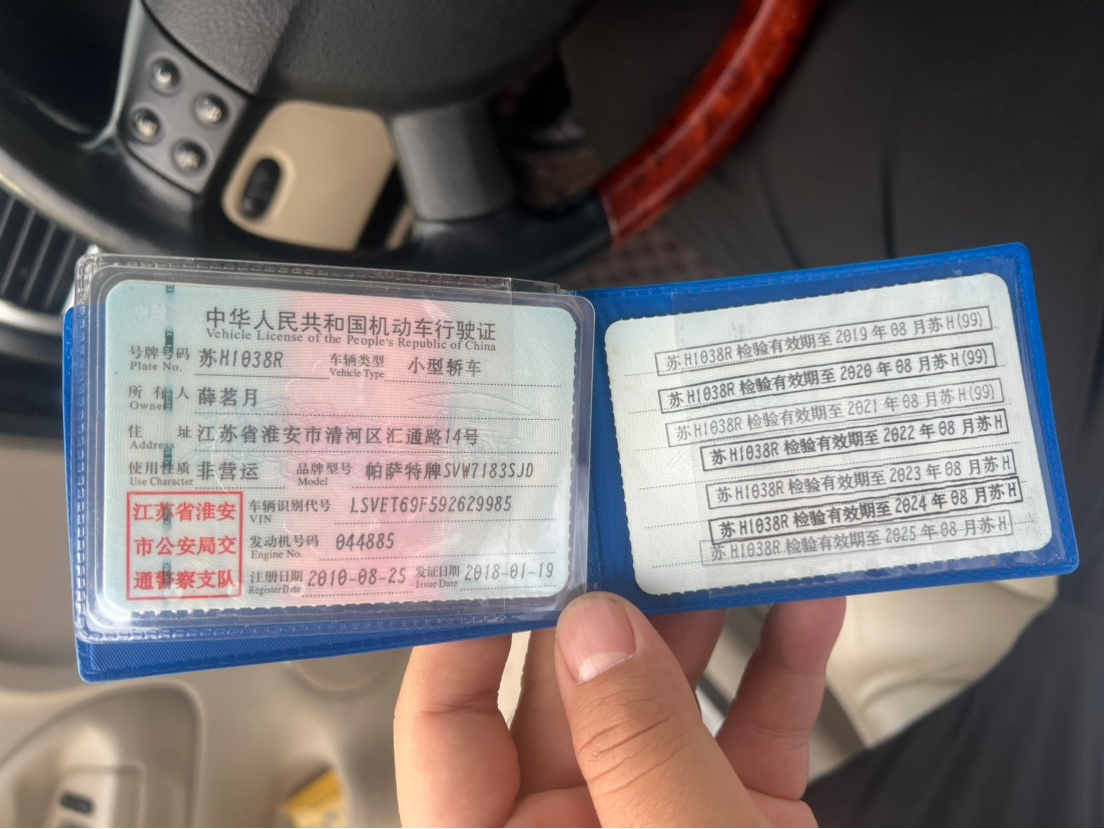 中华人民共和国机动车行驶证
Vehicle License of the People's Republic of China
号牌号码 苏H1038R 车辆类型 小型轿车
Plate No. Vehicle Type
所有人 薛茗月
Owner
住址 江苏省淮安市清河区汇通路14号
Address
使用性质 非营运 品牌型号 帕萨特牌SVW7183SJD
Use Character Model
江苏省淮安
市公安局交
通警察支队
车辆识别代号 LSVET69F592629985
VIN
发动机号码 044885
Engine No.
注册日期 2010-08-25 发证日期 2018-01-19
Register Date Issue Date
苏H1038R 检验有效期至 2019 年 08 月苏H(99)
苏H1038R 检验有效期至 2020 年 08 月苏H(99)
苏H1038R 检验有效期至 2021 年 08 月苏H(99)
苏H1038R 检验有效期至 2022 年 08 月苏H
苏H1038R 检验有效期至 2023 年 08 月苏H
苏H1038R 检验有效期至 2024 年 08 月苏H
苏H1038R 检验有效期至 2025 年 08 月苏H